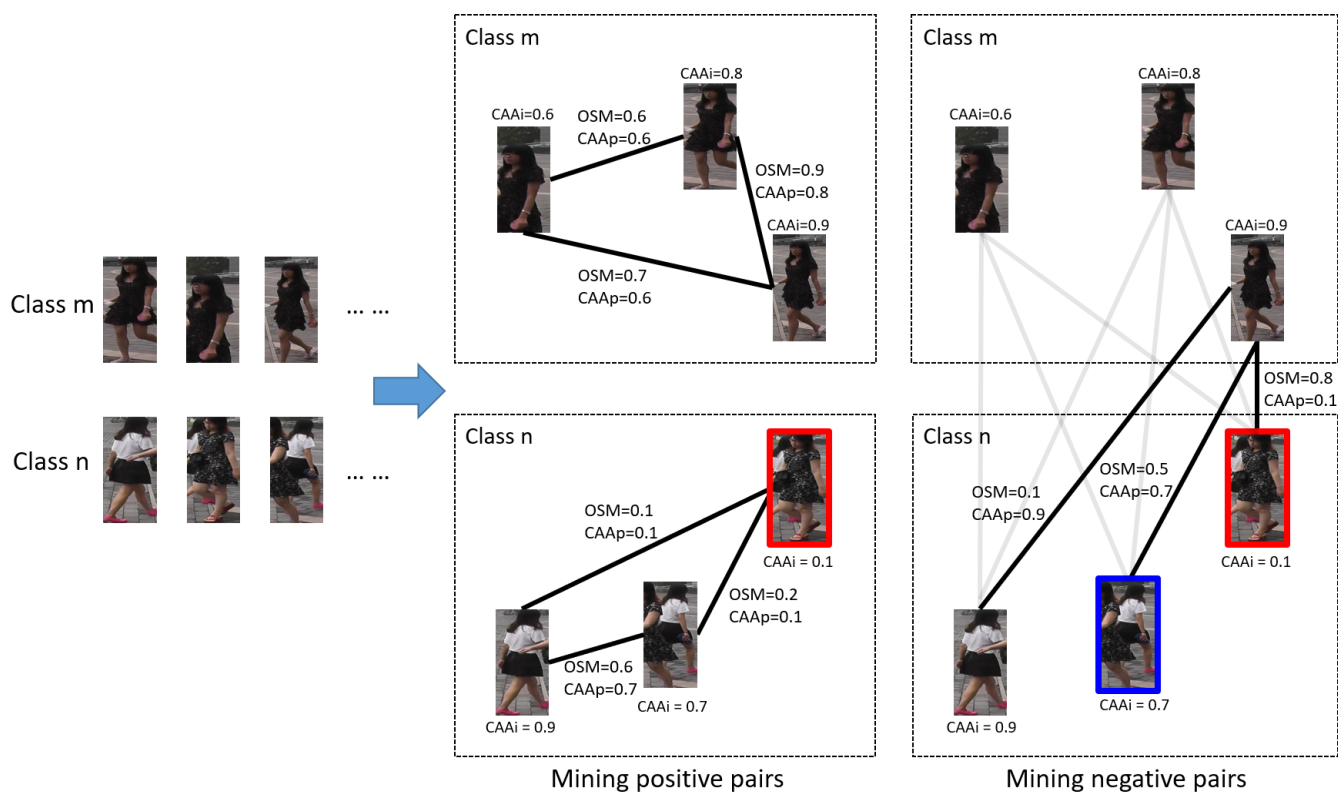 Class m
... ...
Class n
... ...
Class m
CAAi=0.8
CAAi=0.6
OSM=0.6
CAAp=0.6
OSM=0.9
CAAp=0.8
CAAi=0.9
OSM=0.7
CAAp=0.6
Class n
OSM=0.1
CAAp=0.1
CAAi = 0.1
OSM=0.2
CAAp=0.1
OSM=0.6
CAAp=0.7
CAAi = 0.7
CAAi = 0.9
Mining positive pairs
Class m
CAAi=0.8
CAAi=0.6
CAAi=0.9
OSM=0.8
CAAp=0.1
Class n
OSM=0.5
CAAp=0.7
OSM=0.1
CAAp=0.9
CAAi = 0.1
CAAi = 0.7
CAAi = 0.9
Mining negative pairs